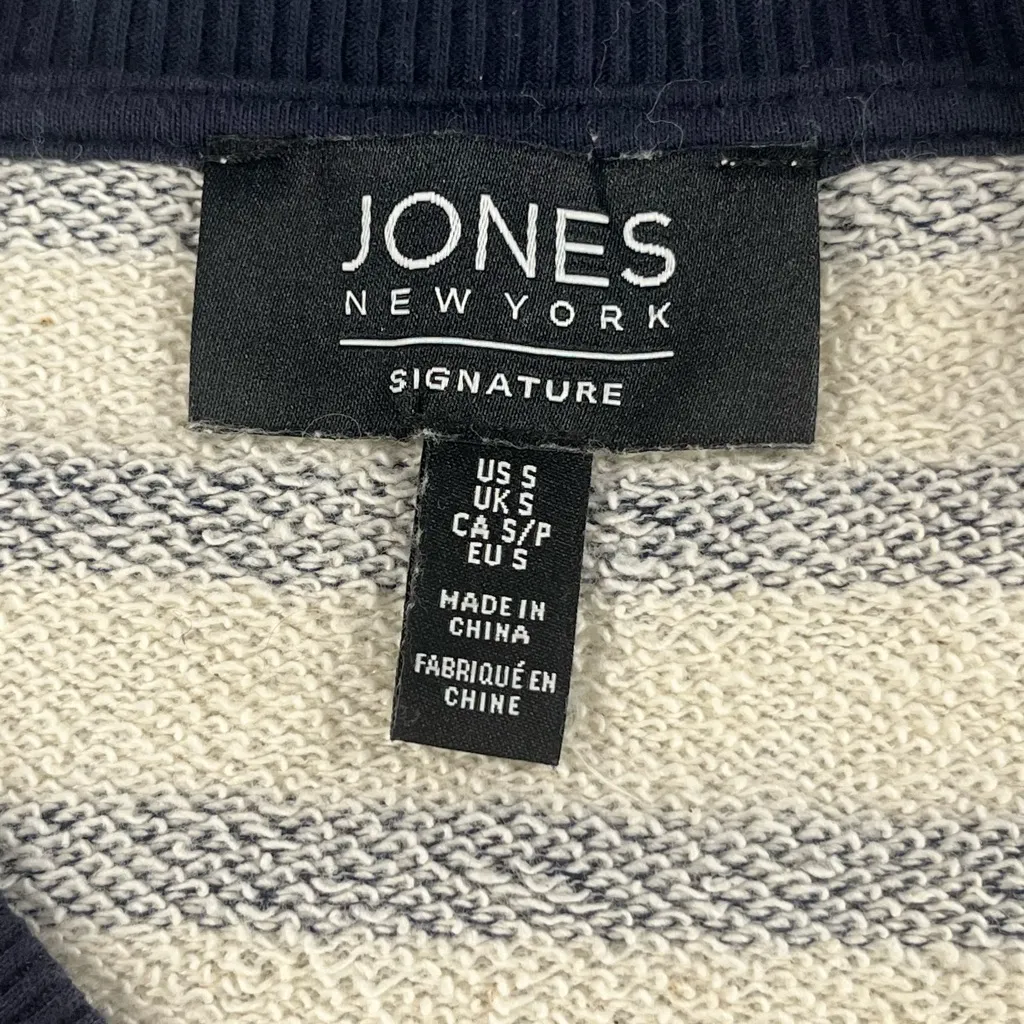 JONES
NEW YORK
SIGNATURE
US S
UK S
CA S/P
EU S
MADE IN
CHINA
FABRIQUÉ EN
CHINE